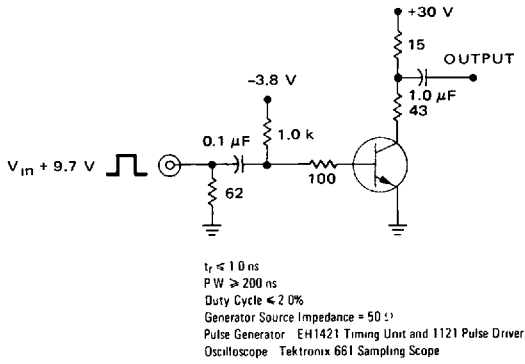 +30 V
15
OUTPUT
1.0 µF
43
-3.8 V
0.1 µF
1.0 k
V in + 9.7 V
62
100
tr ≤ 1 0 ns
PW ≥ 200 ns
Duty Cycle ≤ 2 0%
Generator Source Impedance = 50 Ω
Pulse Generator EH1421 Timing Unit and 1121 Pulse Driver
Oscilloscope Tektronix 661 Sampling Scope